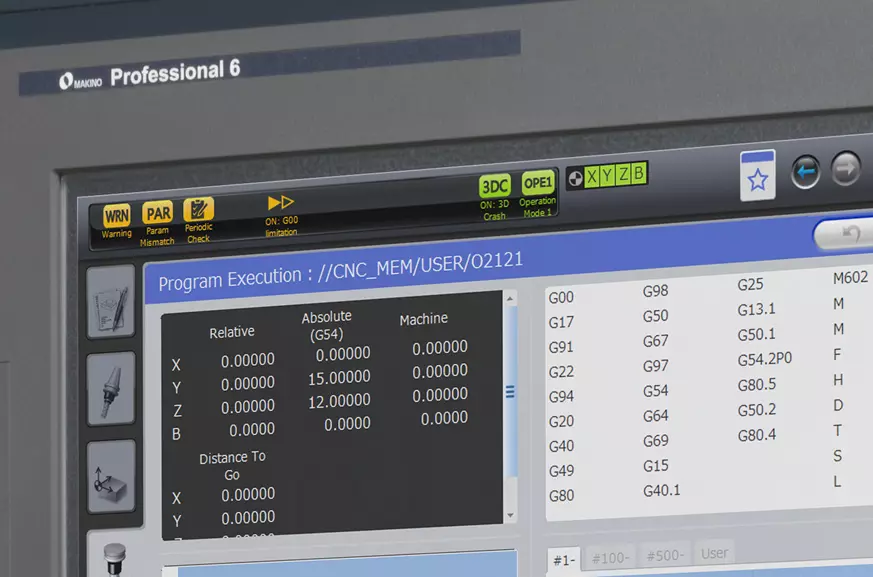 MAKINO Professional 6
WRN
Warning
PAR
Param
Mismatch
Periodic
Check
ON: G00
limitation
3DC
ON: 3D
Crash
OPE1
Operation
Mode 1
X Y Z B
Program Execution : //CNC_MEM/USER/O2121
Relative Absolute (G54) Machine
X 0.00000 0.00000 0.00000
Y 0.00000 15.00000 0.00000
Z 0.00000 12.00000 0.00000
B 0.0000 0.0000 0.0000
Distance To
Go
X 0.00000
Y 0.00000
G00 G98 G25 M602
G17 G50 G13.1 M
G91 G67 G50.1 M
G22 G97 G54.2P0 F
G94 G54 G80.5 H
G20 G64 G50.2 D
G40 G69 G80.4 T
G49 G15 S
G80 G40.1 L
#1- #100- #500- User